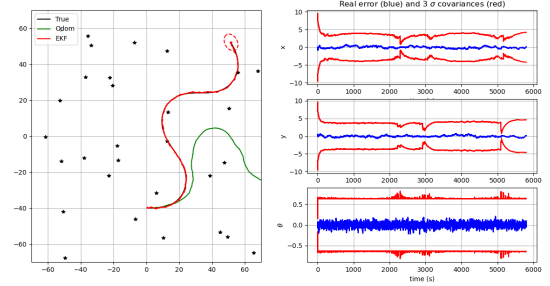 Real error (blue) and 3 σ covariances (red)
True
Odom
EKF
60
40
20
0
−20
−40
−60
−60 −40 −20 0 20 40 60
10
5
0
−5
−10
x
0 1000 2000 3000 4000 5000 6000
10
5
0
−5
−10
y
0 1000 2000 3000 4000 5000 6000
0.5
0.0
−0.5
θ
0 1000 2000 3000 4000 5000 6000
time (s)